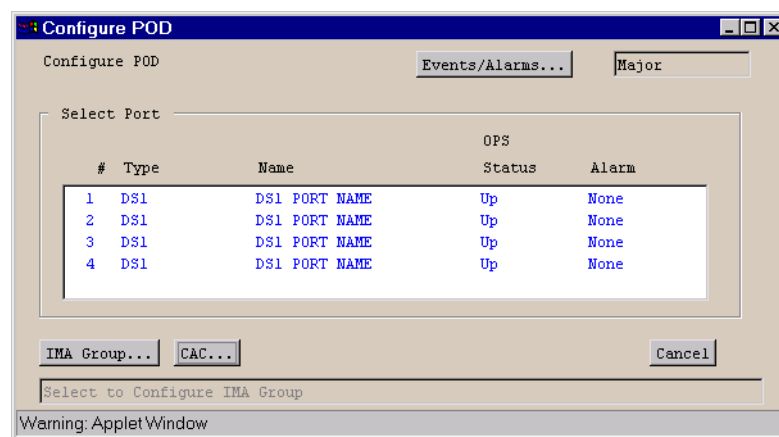 Configure POD
Configure POD Events/Alarms... Major
Select Port
OPS
# Type Name Status Alarm
1 DS1 DS1 PORT NAME Up None
2 DS1 DS1 PORT NAME Up None
3 DS1 DS1 PORT NAME Up None
4 DS1 DS1 PORT NAME Up None
IMA Group... CAC... Cancel
Select to Configure IMA Group
Warning: Applet Window